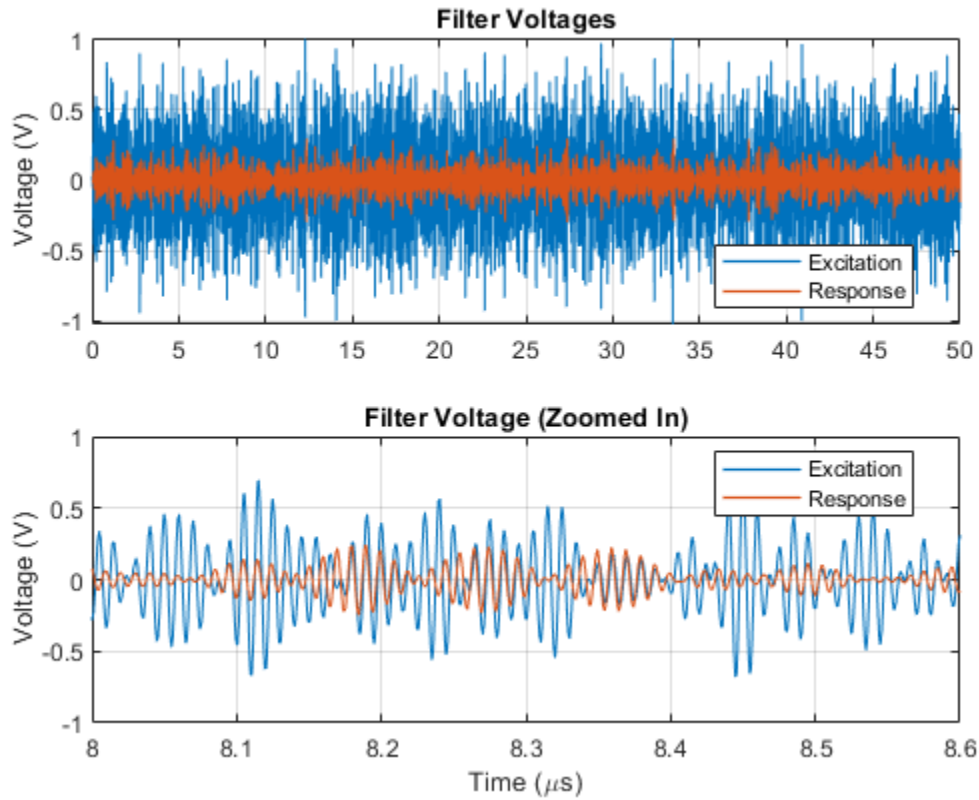 Filter Voltages
Voltage (V)
1
0.5
0
-0.5
-1
Excitation
Response
0 5 10 15 20 25 30 35 40 45 50
Filter Voltage (Zoomed In)
Voltage (V)
1
0.5
0
-0.5
-1
Excitation
Response
8 8.1 8.2 8.3 8.4 8.5 8.6
Time (μs)